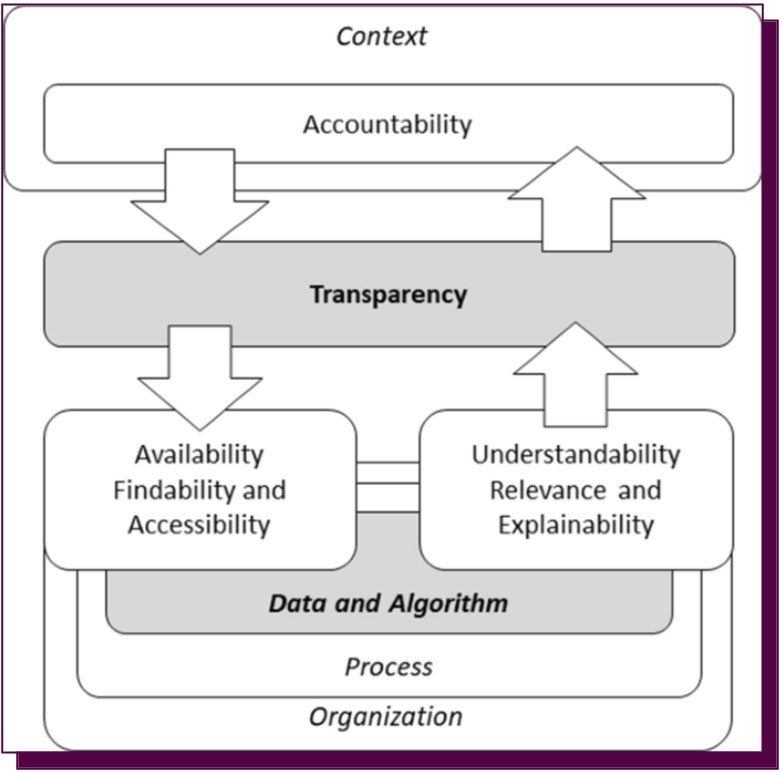 Context
Accountability
Transparency
Availability
Findability and
Accessibility
Understandability
Relevance and
Explainability
Data and Algorithm
Process
Organization